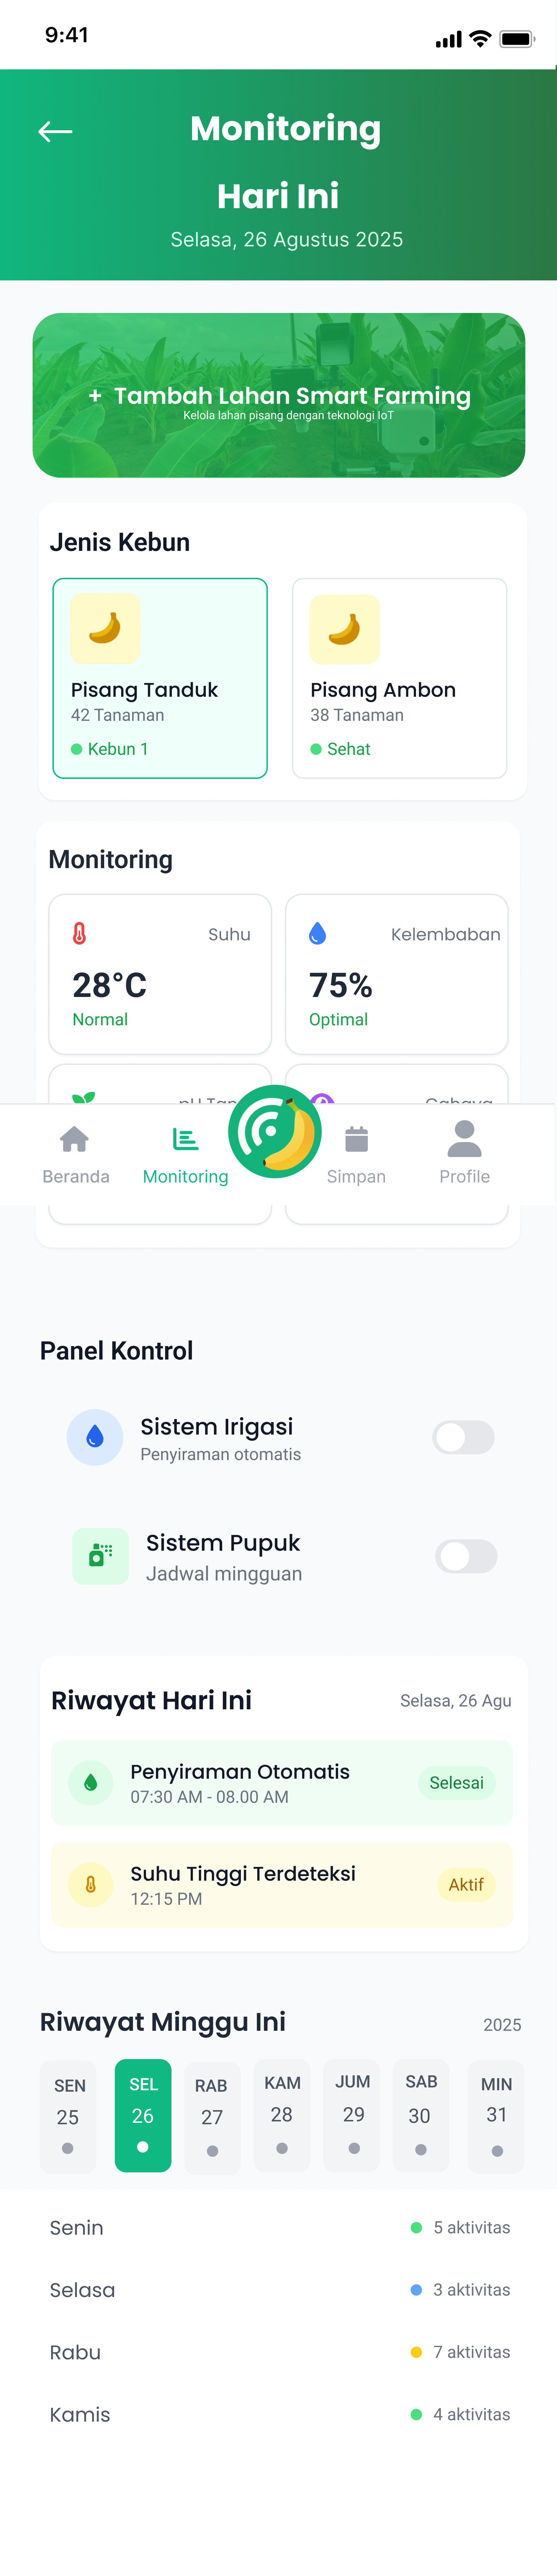 9:41
Monitoring
Hari Ini
Selasa, 26 Agustus 2025
+ Tambah Lahan Smart Farming
Kelola lahan pisang dengan teknologi IoT
Jenis Kebun
Pisang Tanduk
42 Tanaman
Kebun 1
Pisang Ambon
38 Tanaman
Sehat
Monitoring
Suhu
28°C
Normal
Kelembaban
75%
Optimal
Beranda
Monitoring
Simpan
Profile
Panel Kontrol
Sistem Irigasi
Penyiraman otomatis
Sistem Pupuk
Jadwal mingguan
Riwayat Hari Ini
Selasa, 26 Agu
Penyiraman Otomatis
07:30 AM - 08.00 AM
Selesai
Suhu Tinggi Terdeteksi
12:15 PM
Aktif
Riwayat Minggu Ini
2025
SEN
25
SEL
26
RAB
27
KAM
28
JUM
29
SAB
30
MIN
31
Senin
5 aktivitas
Selasa
3 aktivitas
Rabu
7 aktivitas
Kamis
4 aktivitas